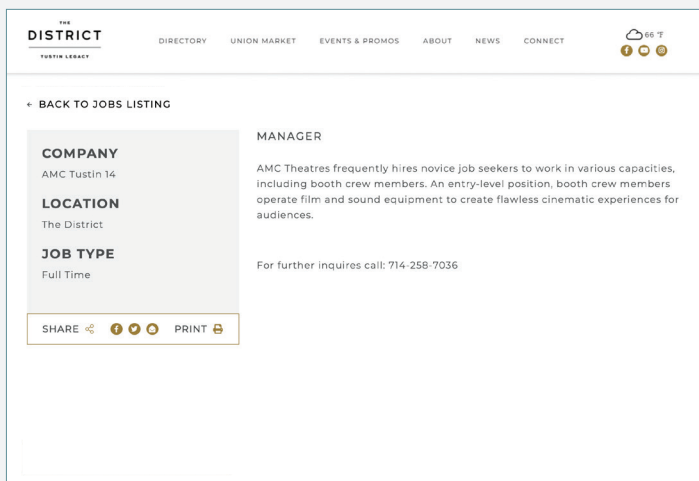 THE
DISTRICT
TUSTIN LEGACY
DIRECTORY UNION MARKET EVENTS & PROMOS ABOUT NEWS CONNECT
66 °F
← BACK TO JOBS LISTING
COMPANY
AMC Tustin 14
LOCATION
The District
JOB TYPE
Full Time
SHARE PRINT
MANAGER
AMC Theatres frequently hires novice job seekers to work in various capacities,
including booth crew members. An entry-level position, booth crew members
operate film and sound equipment to create flawless cinematic experiences for
audiences.
For further inquires call: 714-258-7036